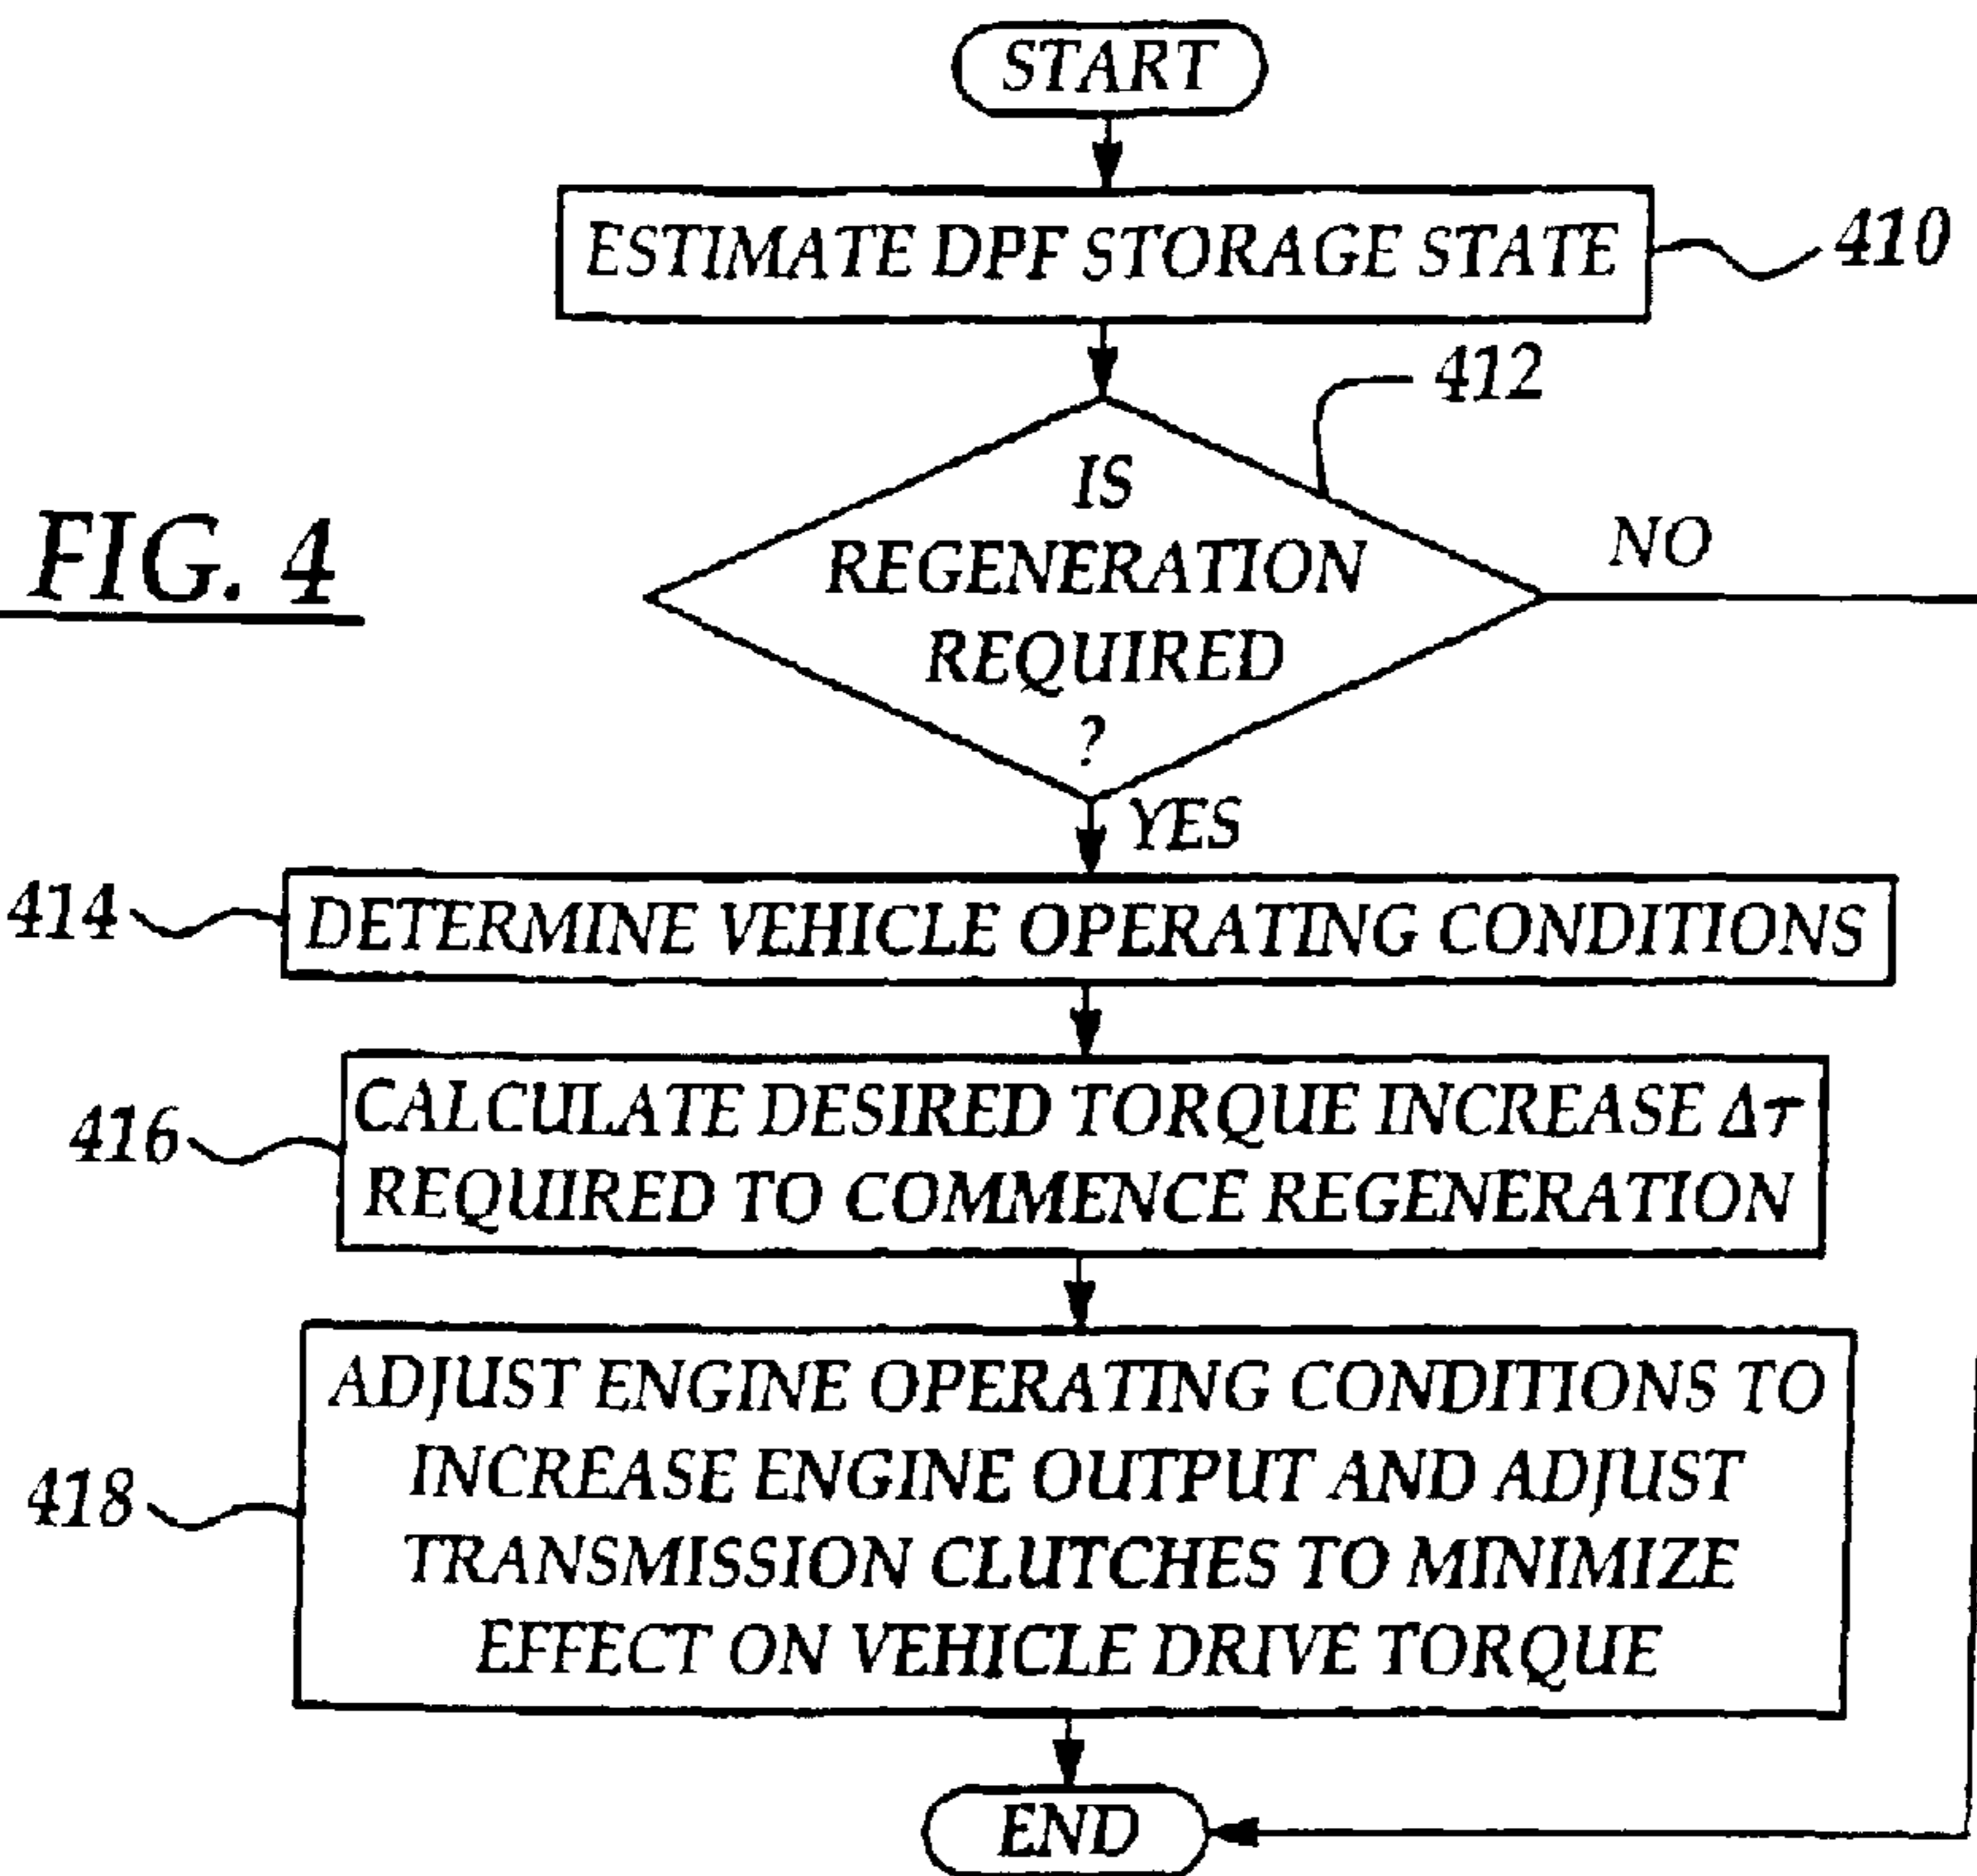 START
ESTIMATE DPF STORAGE STATE
410
412
IS
REGENERATION
REQUIRED
?
NO
FIG. 4
YES
414
DETERMINE VEHICLE OPERATING CONDITIONS
416
CALCULATE DESIRED TORQUE INCREASE Δτ
REQUIRED TO COMMENCE REGENERATION
418
ADJUST ENGINE OPERATING CONDITIONS TO
INCREASE ENGINE OUTPUT AND ADJUST
TRANSMISSION CLUTCHES TO MINIMIZE
EFFECT ON VEHICLE DRIVE TORQUE
END